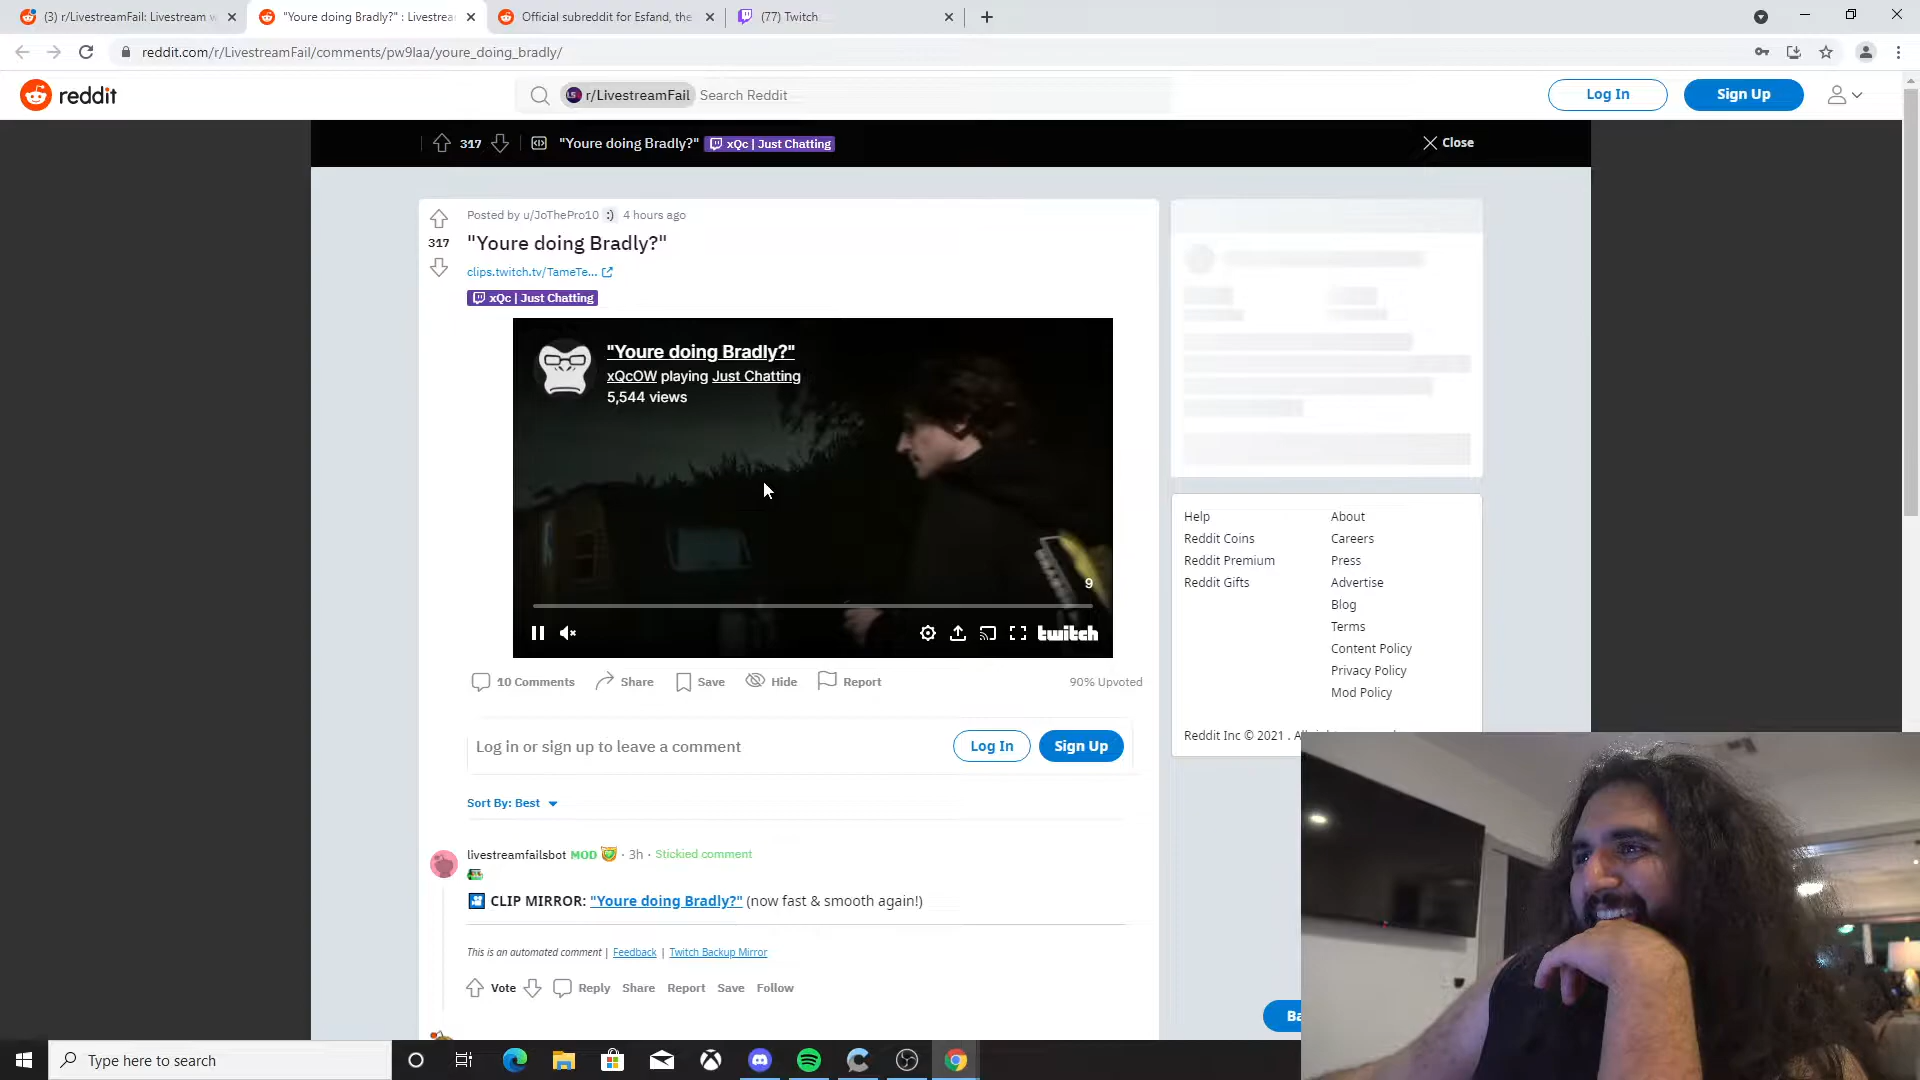 (3) r/LivestreamFail: Livestream w
"Youre doing Bradly?" : Livestrea
Official subreddit for Esfand, the
(77) Twitch
reddit.com/r/LivestreamFail/comments/pw9laa/youre_doing_bradly/
reddit
r/LivestreamFail Search Reddit
Log In
Sign Up
317
"Youre doing Bradly?"
xQc | Just Chatting
Close
Posted by u/JoThePro10 :) 4 hours ago
317
"Youre doing Bradly?"
clips.twitch.tv/TameTe...
xQc | Just Chatting
"Youre doing Bradly?"
xQcOW playing Just Chatting
5,544 views
9
twitch
10 Comments
Share
Save
Hide
Report
90% Upvoted
Log in or sign up to leave a comment
Log In
Sign Up
Sort By: Best
livestreamfailsbot MOD · 3h · Stickied comment
CLIP MIRROR: "Youre doing Bradly?" (now fast & smooth again!)
This is an automated comment | Feedback | Twitch Backup Mirror
Vote
Reply
Share
Report
Save
Follow
Help
Reddit Coins
Reddit Premium
Reddit Gifts
About
Careers
Press
Advertise
Blog
Terms
Content Policy
Privacy Policy
Mod Policy
Reddit Inc © 2021 .
Ba
Type here to search